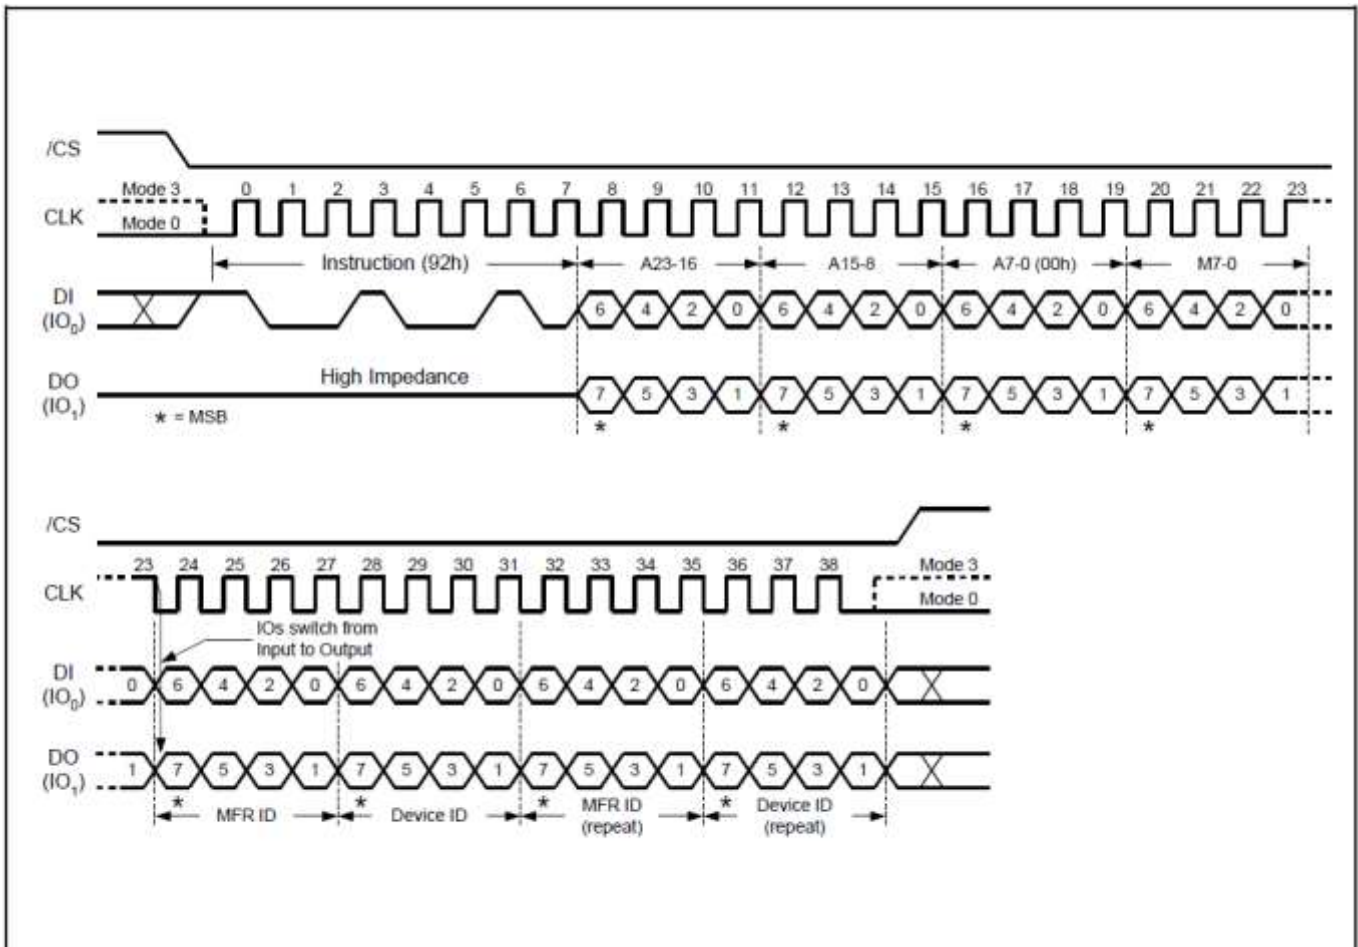 /CS
Mode 3 0 1 2 3 4 5 6 7 8 9 10 11 12 13 14 15 16 17 18 19 20 21 22 23
CLK
Mode 0
Instruction (92h) A23-16 A15-8 A7-0 (00h) M7-0
DI
(IO0)
6 4 2 0 6 4 2 0 6 4 2 0 6 4 2 0
High Impedance
DO
(IO1)
7 5 3 1 7 5 3 1 7 5 3 1 7 5 3 1
* = MSB
* * * *
/CS
23 24 25 26 27 28 29 30 31 32 33 34 35 36 37 38 Mode 3
CLK
Mode 0
IOs switch from
Input to Output
DI
(IO0)
0 6 4 2 0 6 4 2 0 6 4 2 0 6 4 2 0
DO
(IO1)
1 7 5 3 1 7 5 3 1 7 5 3 1 7 5 3 1
* * * *
MFR ID Device ID MFR ID
(repeat)
Device ID
(repeat)